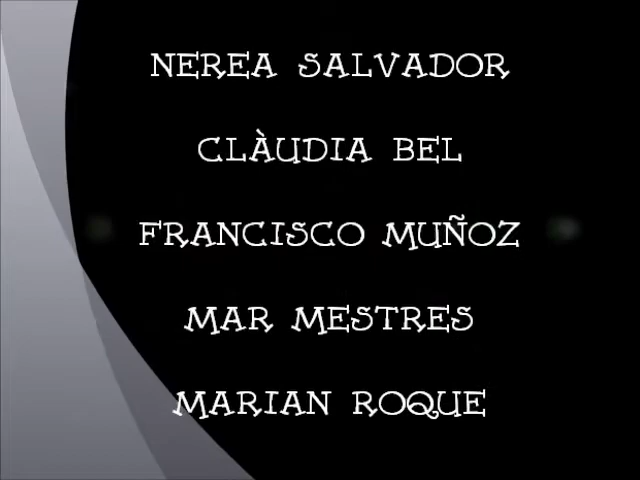 NEREA SALVADOR
CLÀUDIA BEL
FRANCISCO MUÑOZ
MAR MESTRES
MARIAN ROQUE